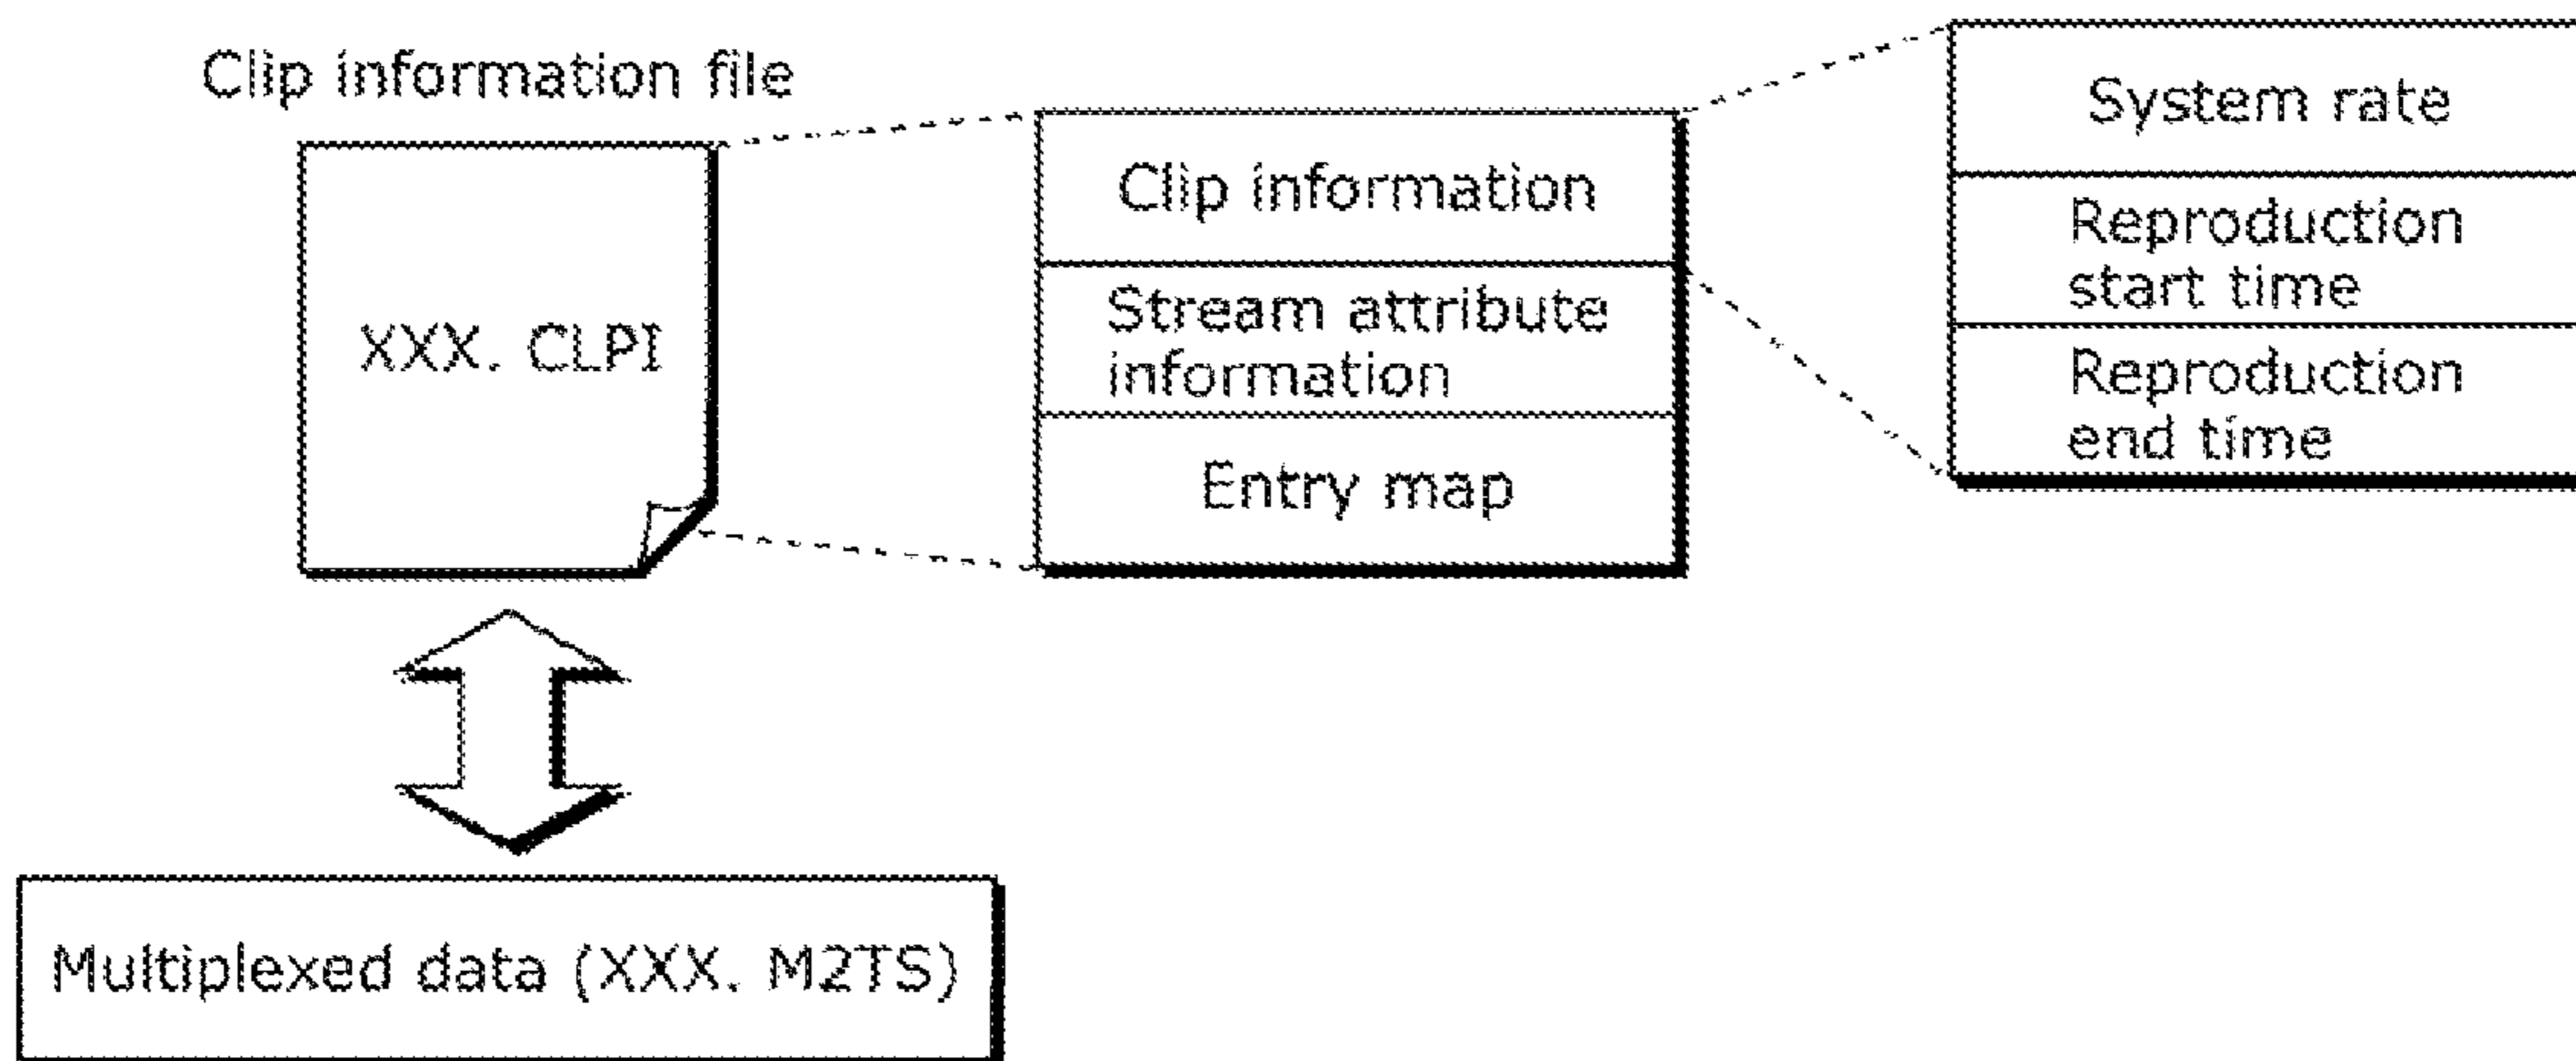 Clip information file
XXX. CLPI
Multiplexed data (XXX. M2TS)
Clip information
Stream attribute
information
Entry map
System rate
Reproduction
start time
Reproduction
end time